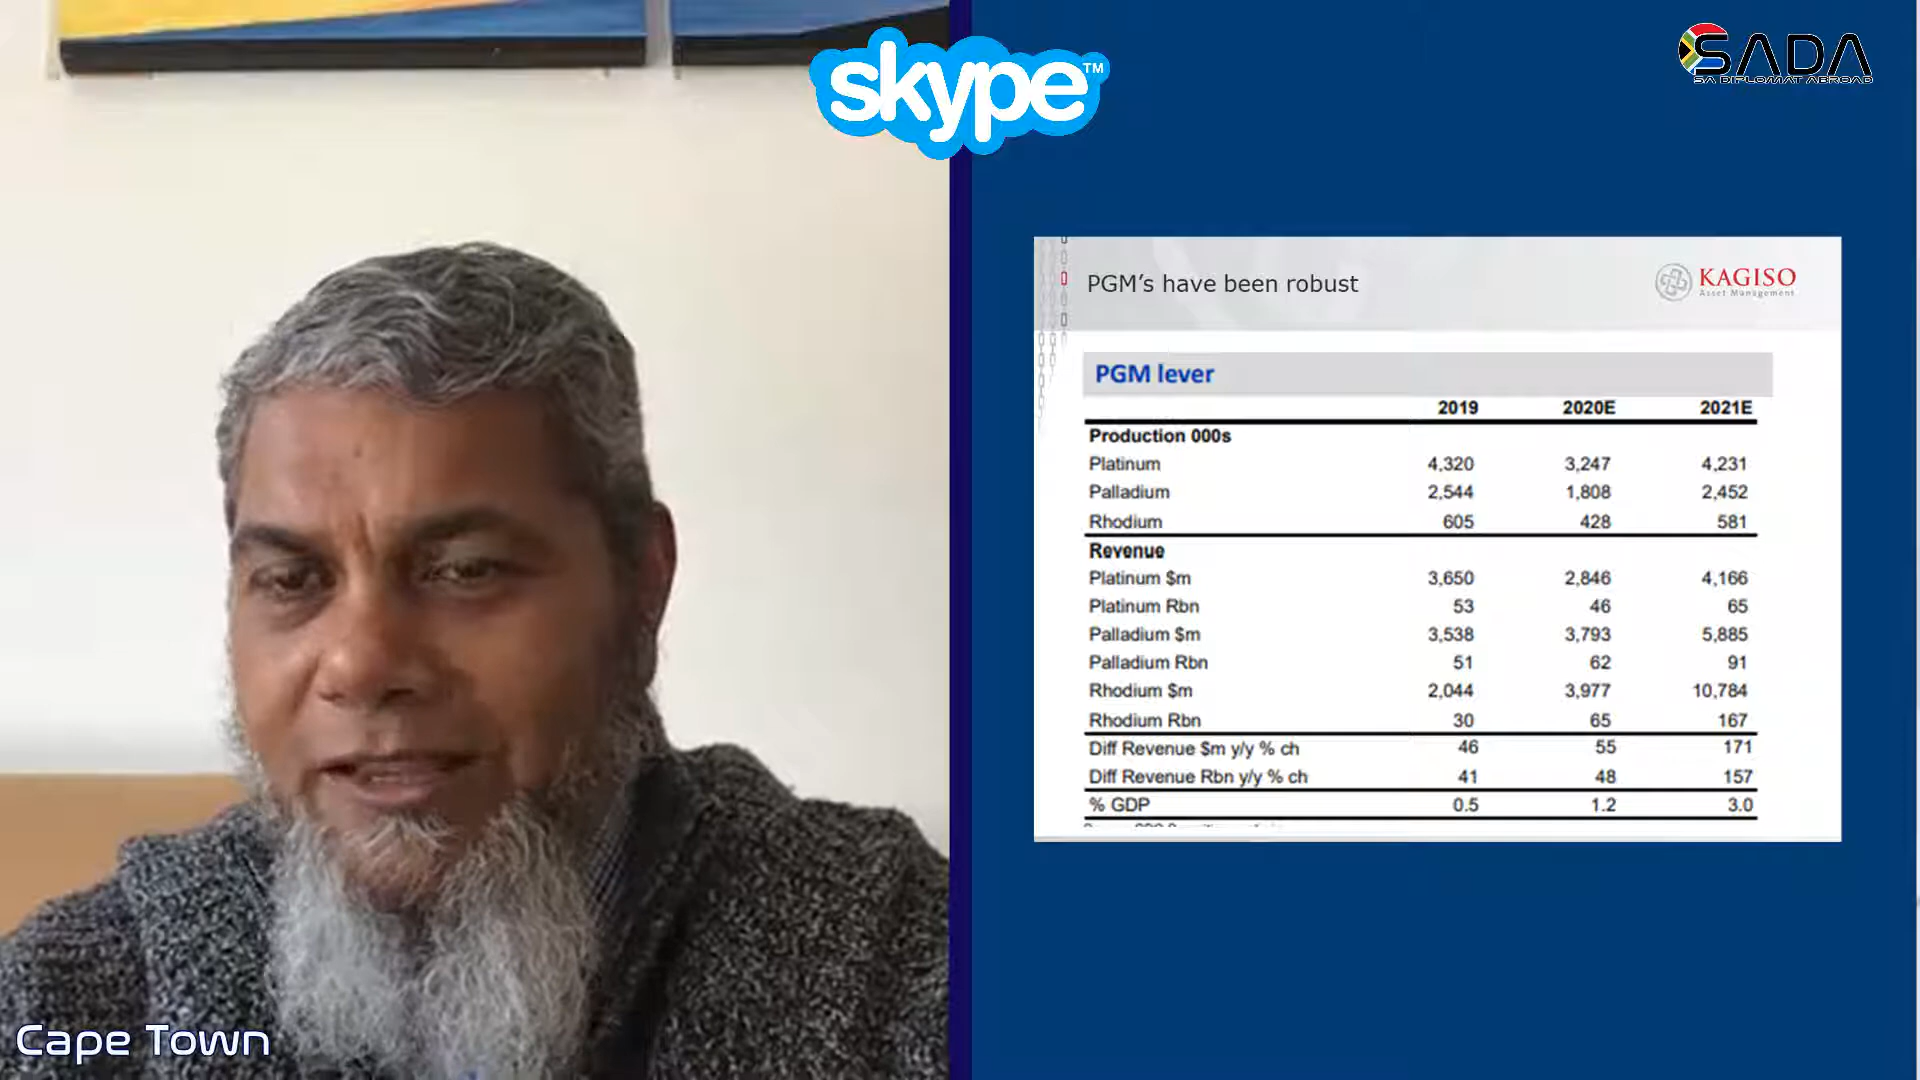 skype™
SADA
SA DIPLOMAT ABROAD
PGM's have been robust
KAGISO
Asset Management
PGM lever
2019 2020E 2021E
Production 000s
Platinum 4,320 3,247 4,231
Palladium 2,544 1,808 2,452
Rhodium 605 428 581
Revenue
Platinum $m 3,650 2,846 4,166
Platinum Rbn 53 46 65
Palladium $m 3,538 3,793 5,885
Palladium Rbn 51 62 91
Rhodium $m 2,044 3,977 10,784
Rhodium Rbn 30 65 167
Diff Revenue $m y/y % ch 46 55 171
Diff Revenue Rbn y/y % ch 41 48 157
% GDP 0.5 1.2 3.0
Cape Town